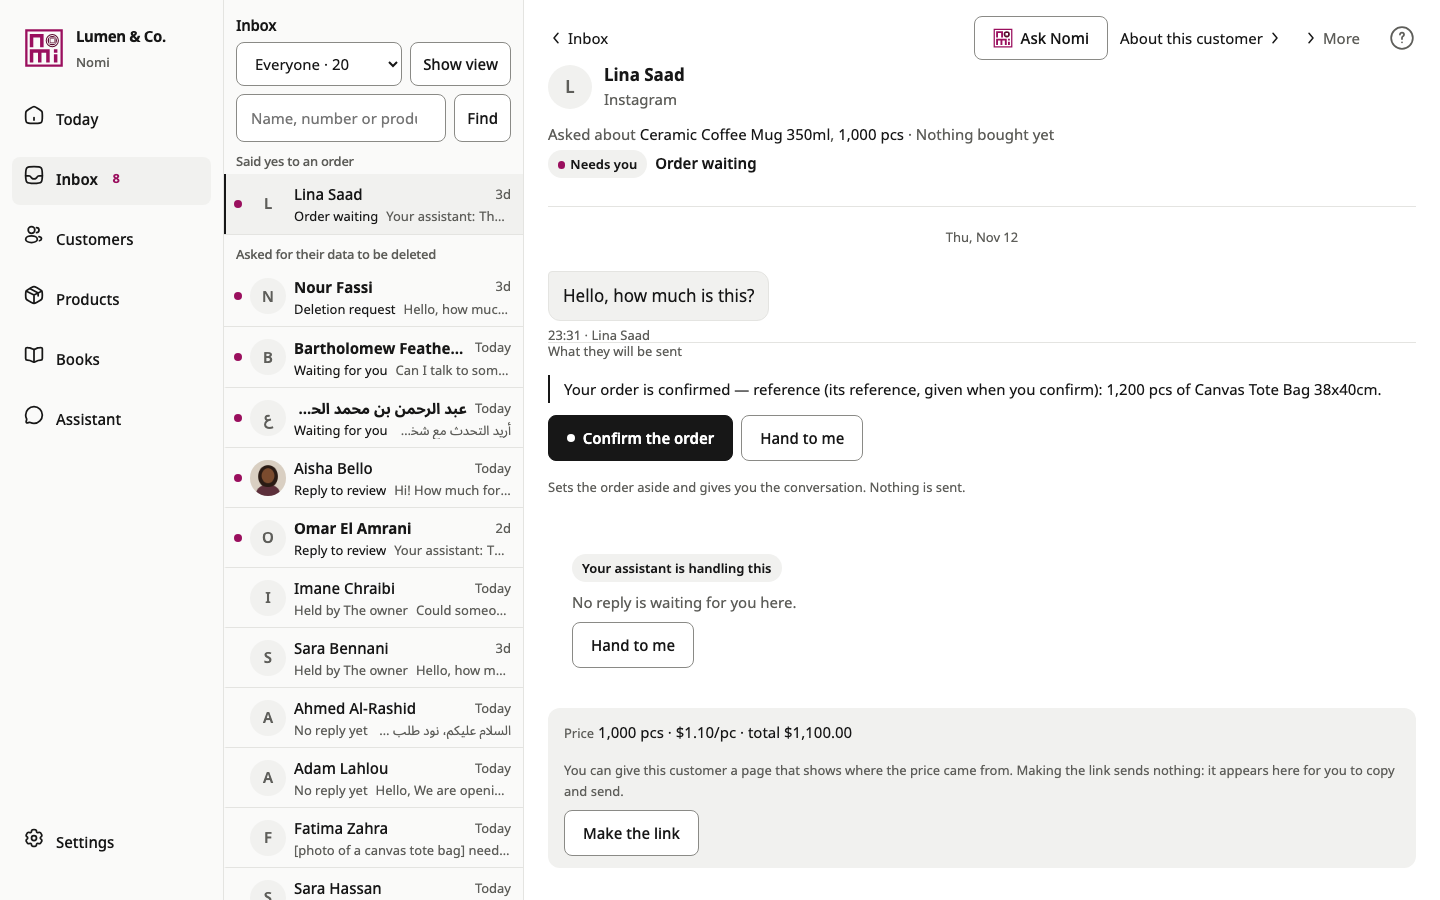 Lumen & Co.
Nomi
Today
Inbox 8
Customers
Products
Books
Assistant
Settings
Inbox
Everyone · 20
Show view
Name, number or produ
Find
Said yes to an order
L
Lina Saad 3d
Order waiting Your assistant: Th...
Asked for their data to be deleted
N
Nour Fassi 3d
Deletion request Hello, how muc...
B
Bartholomew Feathe... Today
Waiting for you Can I talk to som...
ع
عبد الرحمن بن محمد الح... Today
Waiting for you أريد التحدث مع شخ...
Aisha Bello Today
Reply to review Hi! How much for...
O
Omar El Amrani 2d
Reply to review Your assistant: T...
I
Imane Chraibi Today
Held by The owner Could someo...
S
Sara Bennani 3d
Held by The owner Hello, how m...
A
Ahmed Al-Rashid Today
No reply yet السلام عليكم، نود طلب ...
A
Adam Lahlou Today
No reply yet Hello, We are openi...
F
Fatima Zahra Today
[photo of a canvas tote bag] need...
S
Sara Hassan Today
Inbox
nomi
Ask Nomi
About this customer
More
?
L
Lina Saad
Instagram
Asked about Ceramic Coffee Mug 350ml, 1,000 pcs · Nothing bought yet
Needs you Order waiting
Thu, Nov 12
Hello, how much is this?
23:31 · Lina Saad
What they will be sent
Your order is confirmed — reference (its reference, given when you confirm): 1,200 pcs of Canvas Tote Bag 38x40cm.
Confirm the order
Hand to me
Sets the order aside and gives you the conversation. Nothing is sent.
Your assistant is handling this
No reply is waiting for you here.
Hand to me
Price 1,000 pcs · $1.10/pc · total $1,100.00
You can give this customer a page that shows where the price came from. Making the link sends nothing: it appears here for you to copy
and send.
Make the link